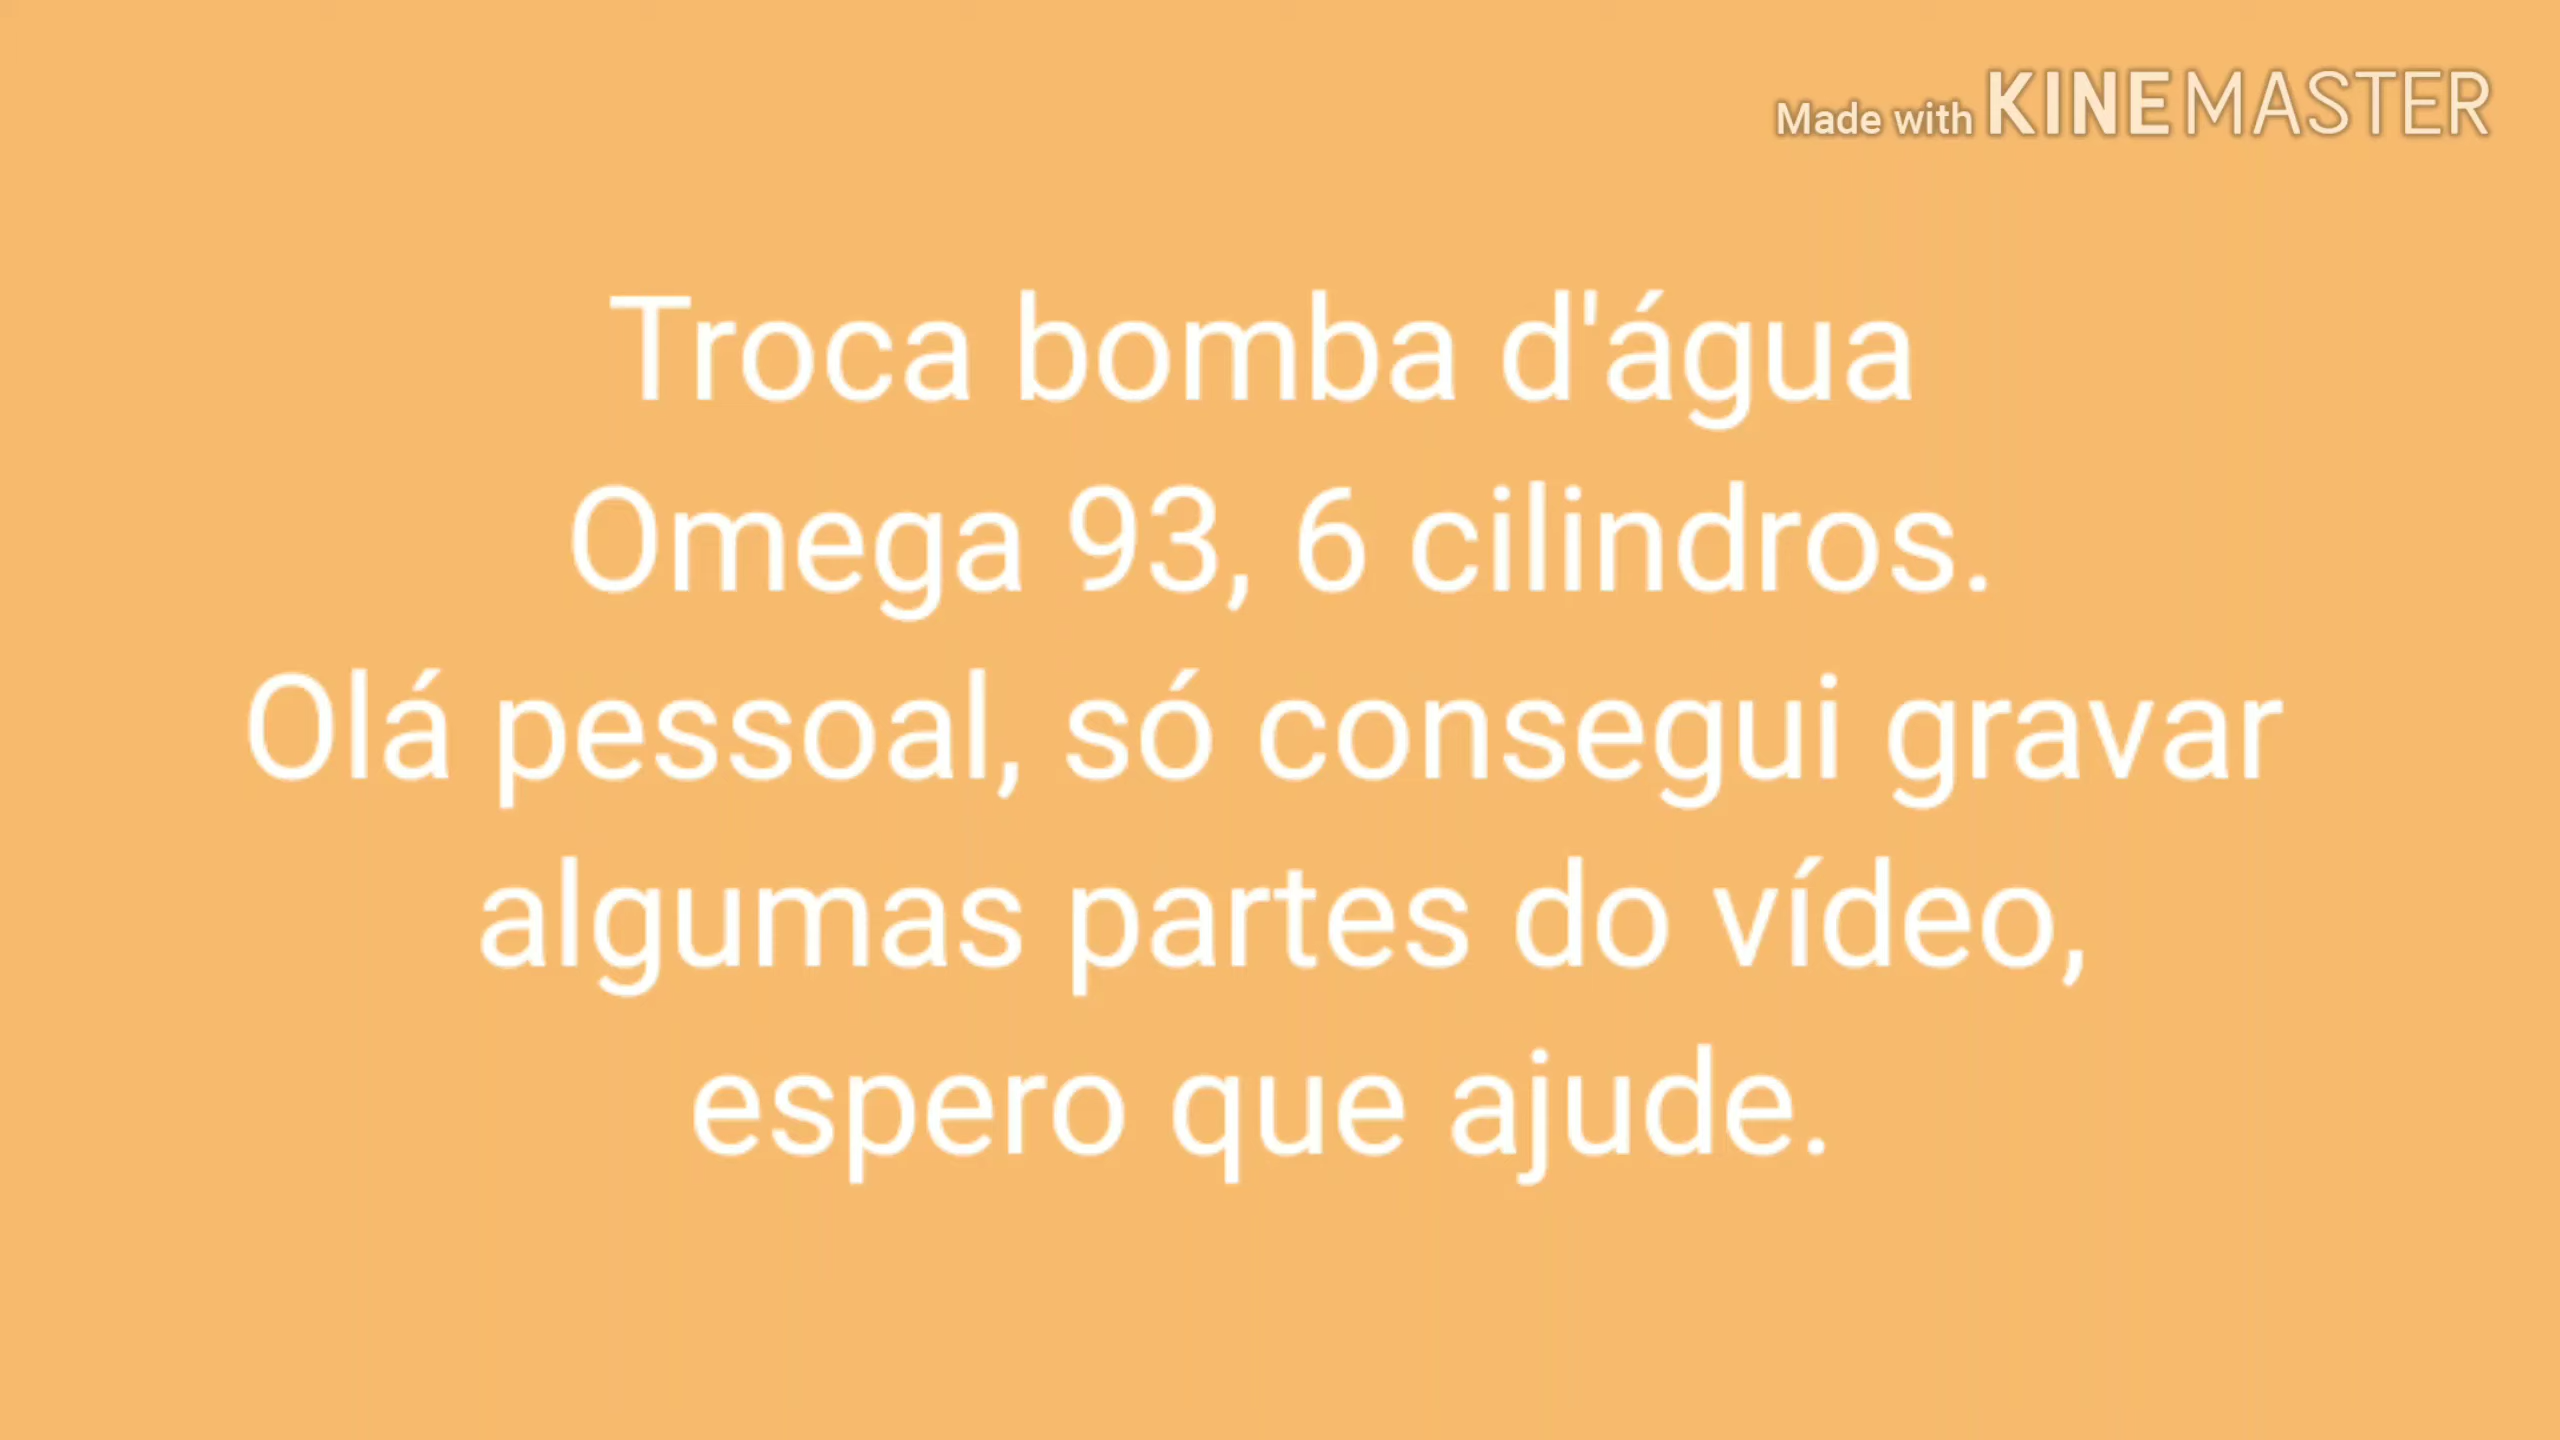 Made with KINEMASTER
Troca bomba d'água
Omega 93, 6 cilindros.
Olá pessoal, só consegui gravar
algumas partes do vídeo,
espero que ajude.